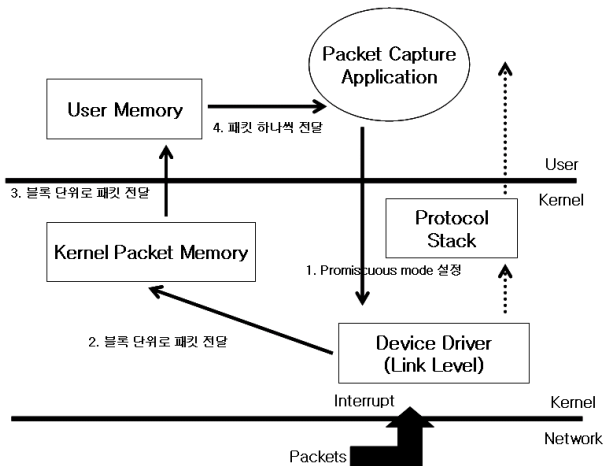 Packet Capture
Application
User Memory
4. 패킷 하나씩 전달
User
3. 블록 단위로 패킷 전달
Kernel
Protocol
Stack
Kernel Packet Memory
1. Promiscuous mode 설정
2. 블록 단위로 패킷 전달
Device Driver
(Link Level)
Interrupt
Kernel
Network
Packets